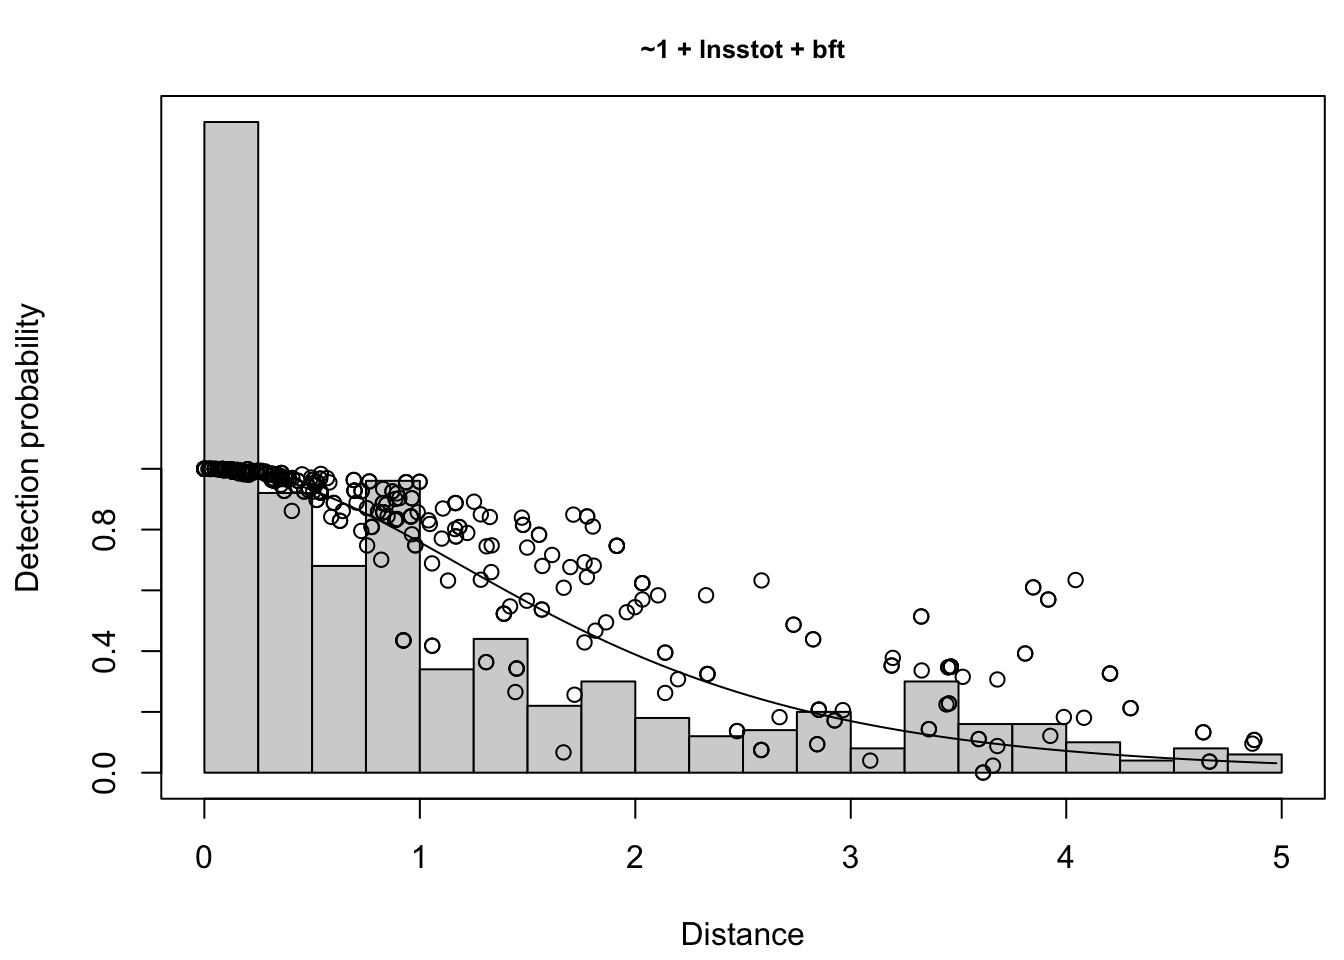 ~1 + lnsstot + bft
Detection probability
0.8
0.4
0.0
0 1 2 3 4 5
Distance